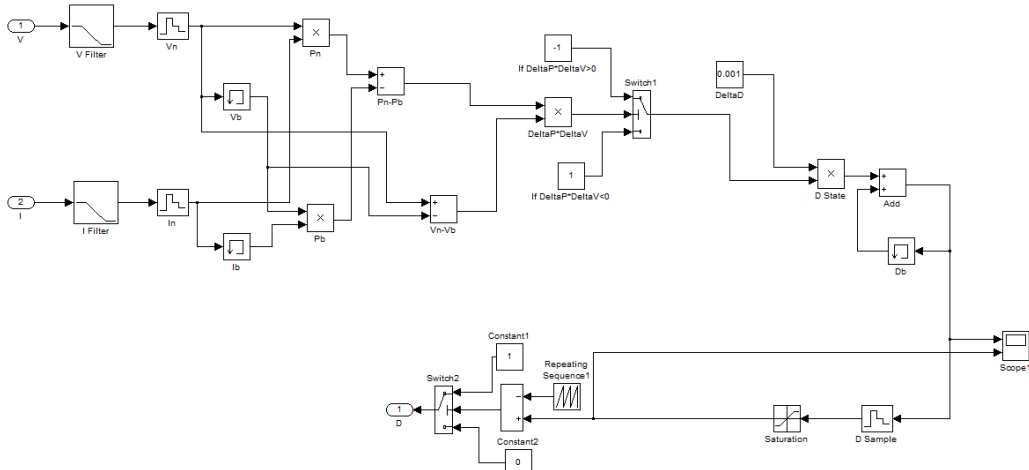 1
V
V Filter
Vn
×
Pn
+
−
Pn-Pb
-1
If DeltaP*DeltaV>0
Switch1
0.001
DeltaD
Vb
×
DeltaP*DeltaV
1
If DeltaP*DeltaV<0
2
I
I Filter
In
Ib
×
Pb
+
−
Vn-Vb
×
D State
+
+
Add
Db
Scope1
Constant1
1
Repeating
Sequence1
Switch2
1
D
−
+
Constant2
0
Saturation
D Sample